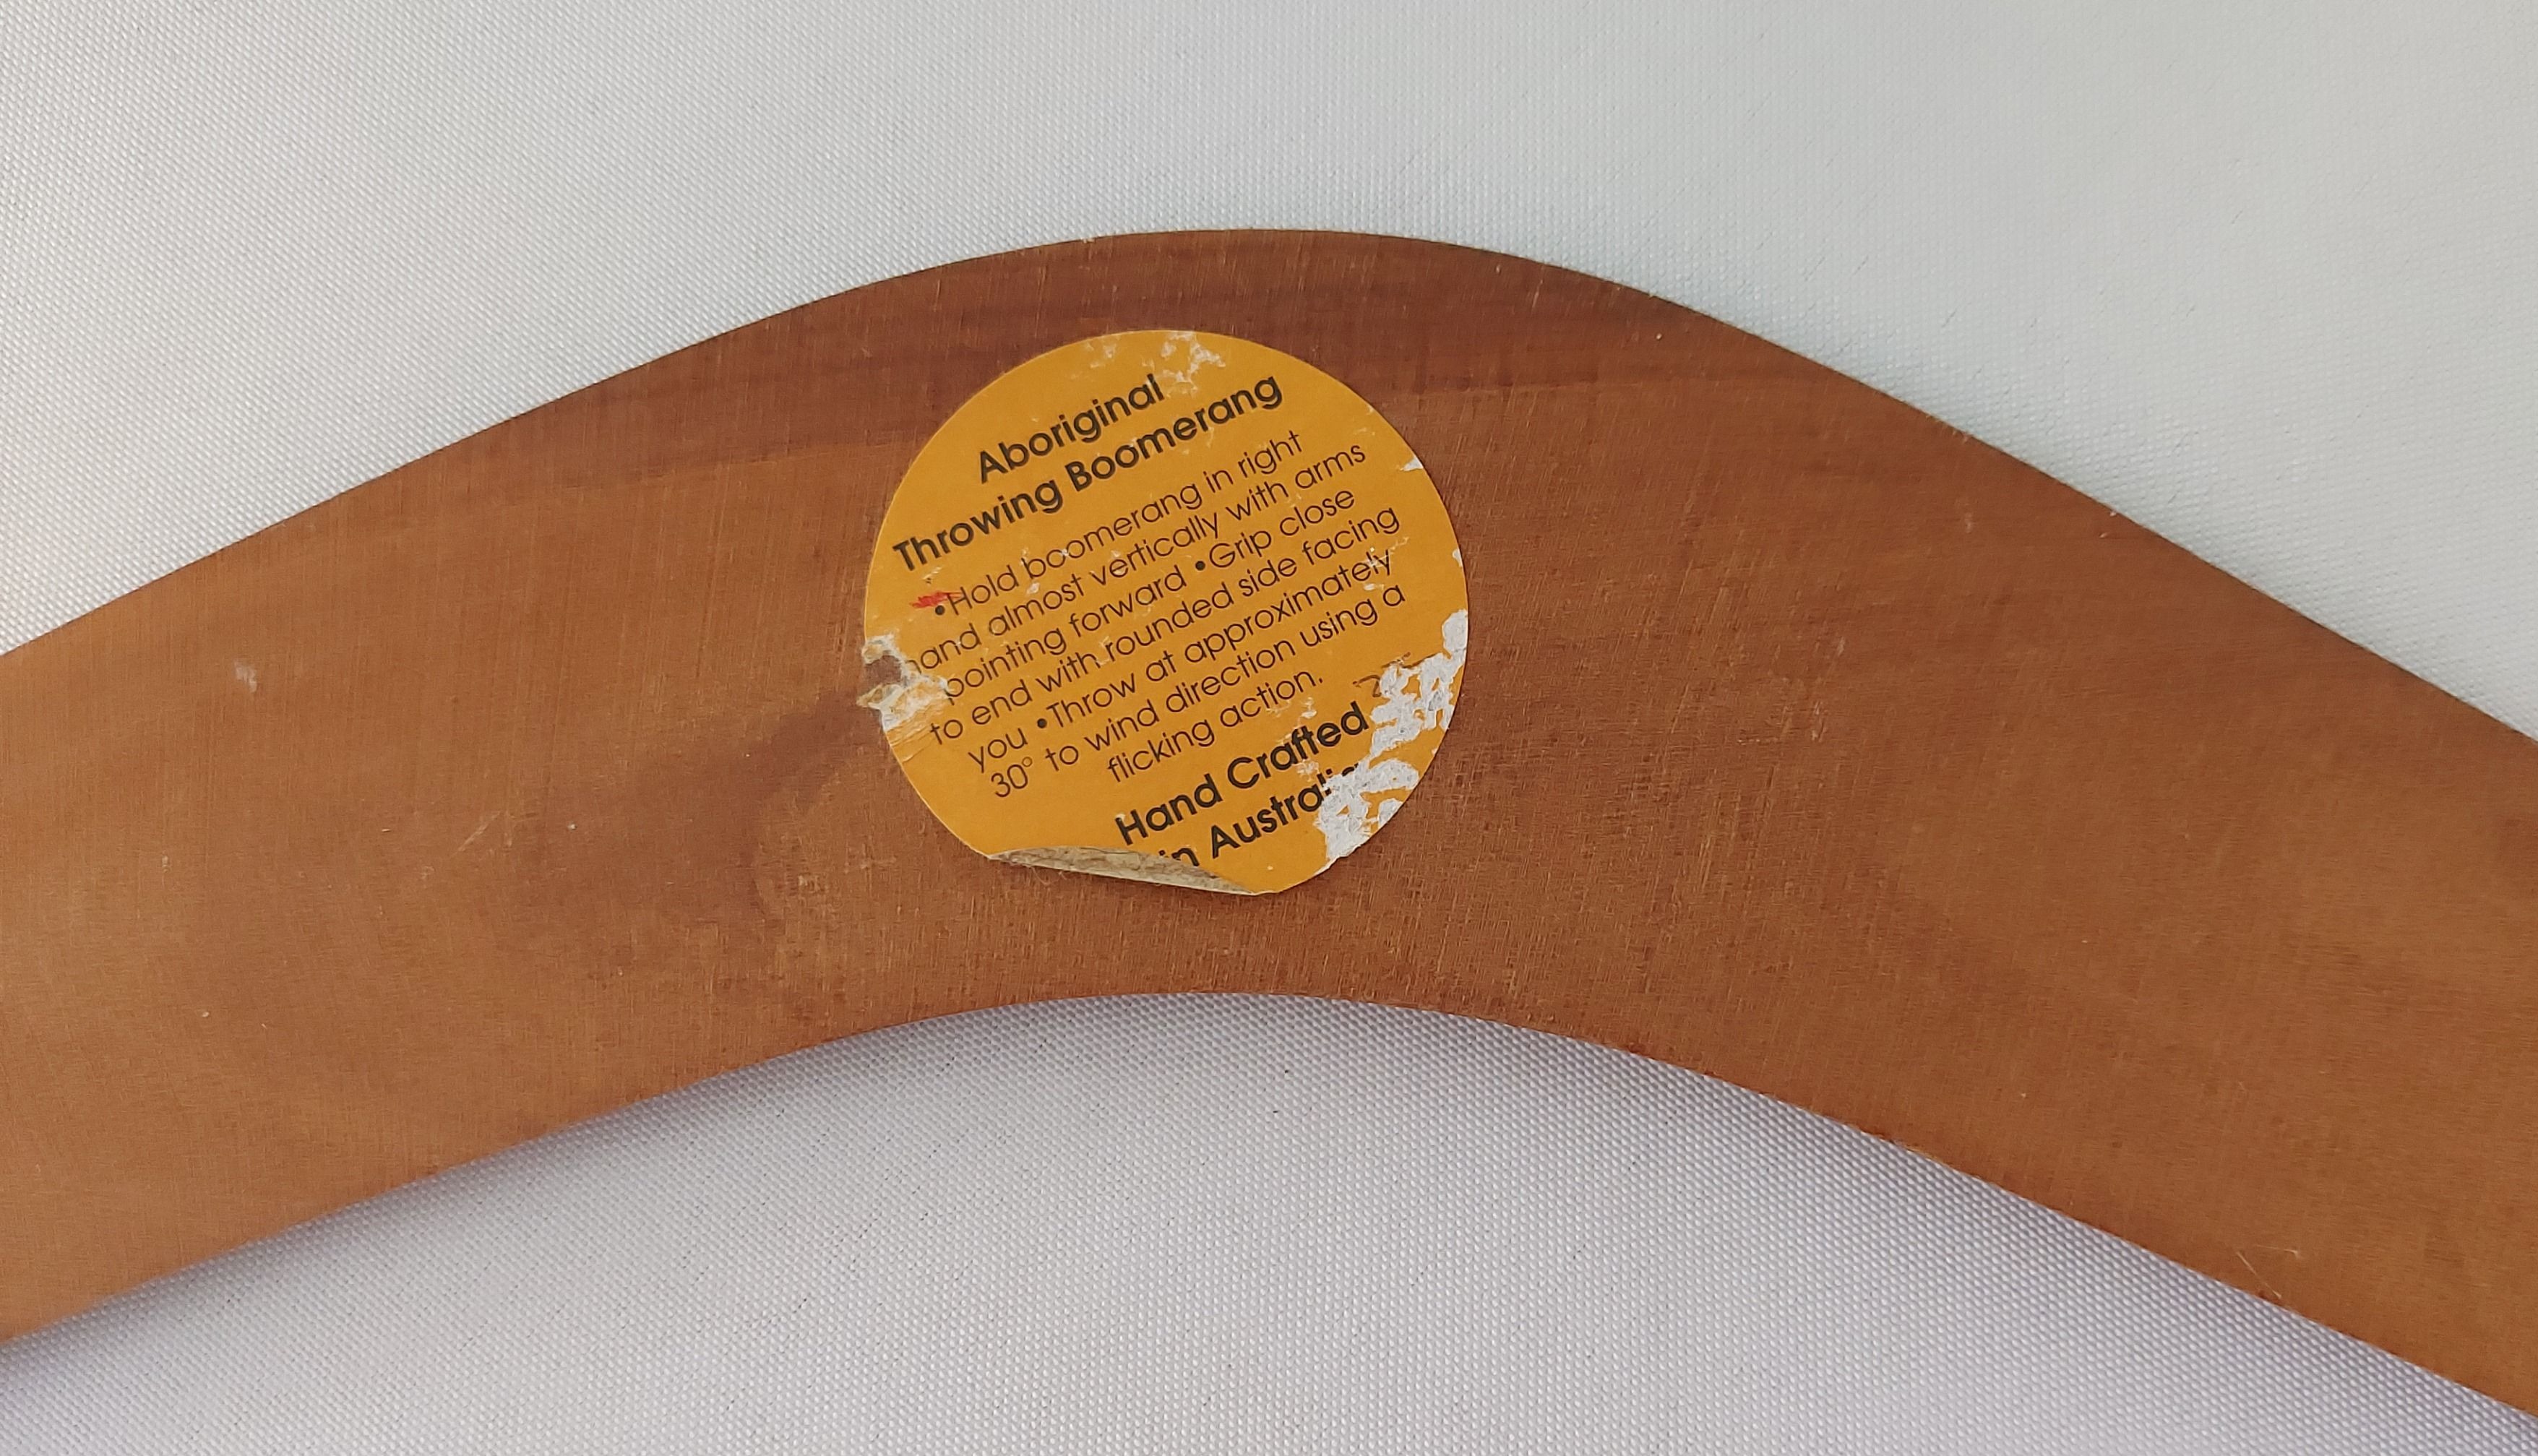 Aboriginal
Throwing Boomerang
•Hold boomerang in right
hand almost vertically with arms
pointing forward •Grip close
to end with rounded side facing
you •Throw at approximately
30° to wind direction using a
flicking action.
Hand Crafted
in Australia